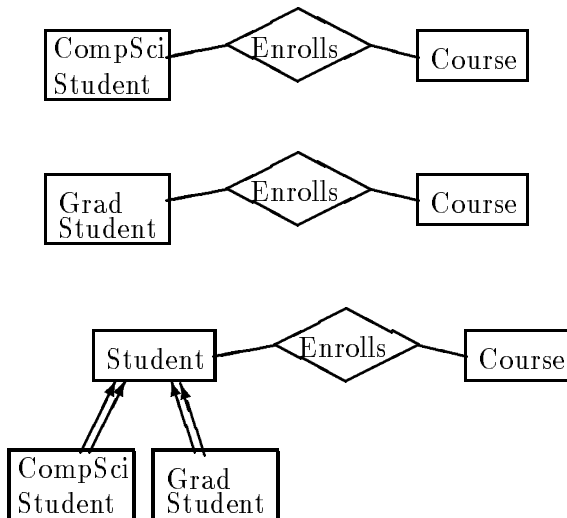 CompSci
Student
Enrolls
Course
Grad
Student
Enrolls
Course
Student
Enrolls
Course
CompSci
Student
Grad
Student